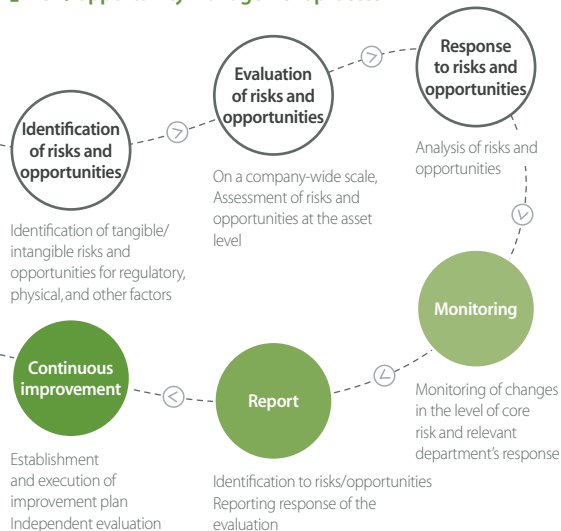 Identification
of risks and
opportunities
Identification of tangible/
intangible risks and
opportunities for regulatory,
physical, and other factors
Evaluation
of risks and
opportunities
On a company-wide scale,
Assessment of risks and
opportunities at the asset
level
Response
to risks and
opportunities
Analysis of risks and
opportunities
Monitoring
Monitoring of changes
in the level of core
risk and relevant
department's response
Report
Identification to risks/opportunities
Reporting response of the
evaluation
Continuous
improvement
Establishment
and execution of
improvement plan
Independent evaluation